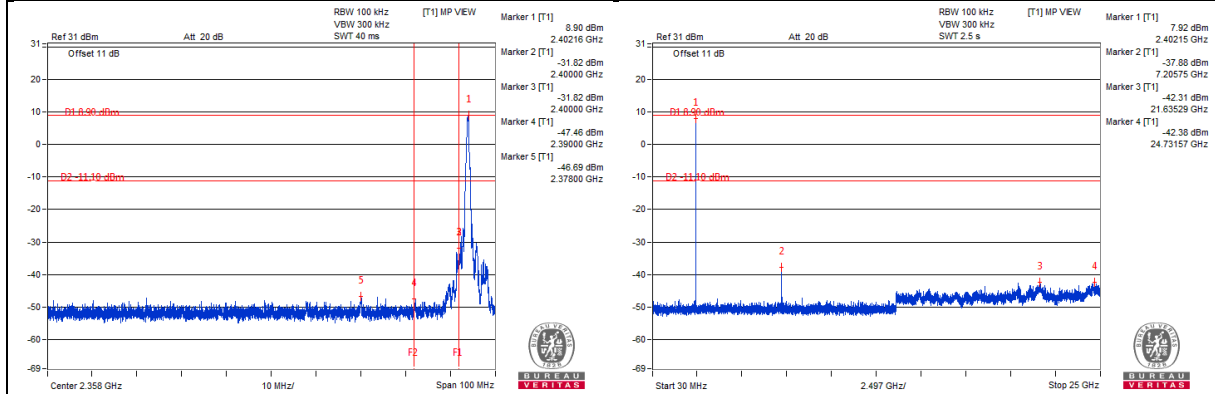 RBW 100 kHz [T1] MP VIEW
VBW 300 kHz
Ref 31 dBm Att 20 dB SWT 40 ms
Offset 11 dB
31
20
10
0
-10
-20
-30
-40
-50
-60
-69
D1 8.90 dBm
D2 -11.10 dBm
1
3
5
4
F2
F1
Center 2.358 GHz 10 MHz/ Span 100 MHz
Marker 1 [T1]
8.90 dBm
2.40216 GHz
Marker 2 [T1]
-31.82 dBm
2.40000 GHz
Marker 3 [T1]
-31.82 dBm
2.40000 GHz
Marker 4 [T1]
-47.46 dBm
2.39000 GHz
Marker 5 [T1]
-46.69 dBm
2.37800 GHz
BUREAU VERITAS
1828
BUREAU
VERITAS
RBW 100 kHz [T1] MP VIEW
VBW 300 kHz
Ref 31 dBm Att 20 dB SWT 2.5 s
Offset 11 dB
31
20
10
0
-10
-20
-30
-40
-50
-60
-69
D1 8.90 dBm
D2 -11.10 dBm
1
2
3
4
Start 30 MHz 2.497 GHz/ Stop 25 GHz
Marker 1 [T1]
7.92 dBm
2.40215 GHz
Marker 2 [T1]
-37.88 dBm
7.20575 GHz
Marker 3 [T1]
-42.31 dBm
21.63529 GHz
Marker 4 [T1]
-42.38 dBm
24.73157 GHz
BUREAU VERITAS
1828
BUREAU
VERITAS